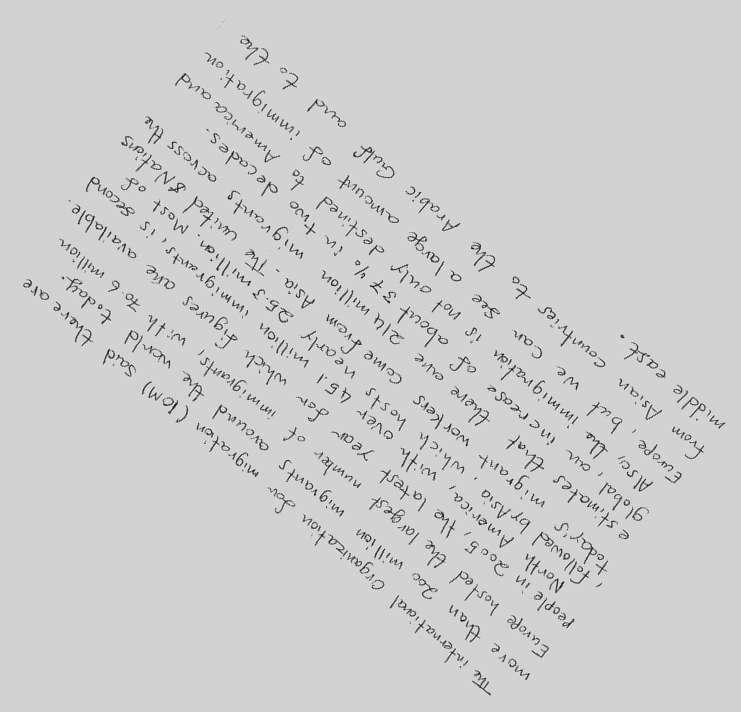 The international Organization for migration (IOM) said there are
more than 200 million migrants around the world today.
Europe hosted the largest number of immigrants, with 70.6 million
people in 2005, the latest year for which figures are available.
North America, with over 45.1 million immigrants, is second
, followed by Asia, which hosts nearly 25.3 million. Most of
today's migrant workers come from Asia. The united Nations
estimates that there are 214 million migrants across the
global, an increase of about 37% in two decades.
Also, the immigration is not only destined to America and
Europe, but we can see a large amount of immigration
from Asian countries to the Arabic Gulf and to the
middle east.